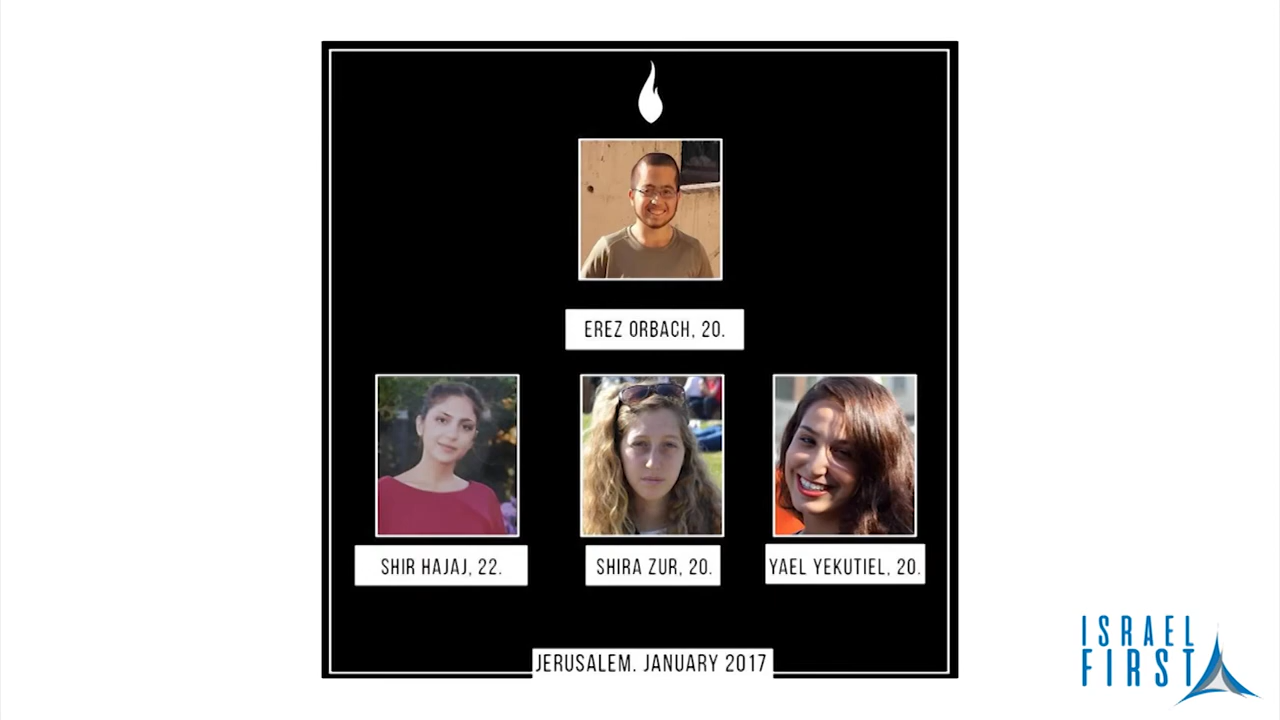 EREZ ORBACH, 20.
SHIR HAJAJ, 22.
SHIRA ZUR, 20.
YAEL YEKUTIEL, 20.
JERUSALEM. JANUARY 2017
ISRAEL
FIRST